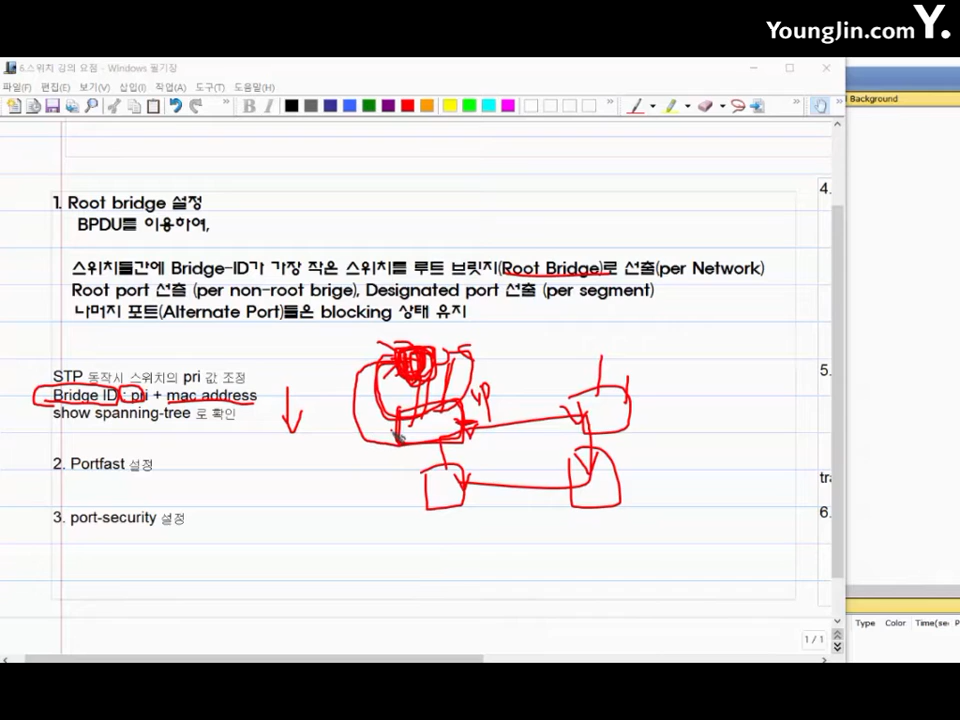 YoungJin.com Y.
6.스위치 강의 요점 - Windows 필기장
파일(F) 편집(E) 보기(V) 삽입(I) 작업(A) 도구(T) 도움말(H)
Background
1. Root bridge 설정
BPDU를 이용하여,
4.
스위치들간에 Bridge-ID가 가장 작은 스위치를 루트 브릿지(Root Bridge)로 선출(per Network)
Root port 선출 (per non-root brige), Designated port 선출 (per segment)
나머지 포트(Alternate Port)들은 blocking 상태 유지
STP 동작시 스위치의 pri 값 조정
5.
Bridge ID : pri + mac address
show spanning-tree 로 확인
2. Portfast 설정
tra
3. port-security 설정
6.
Type Color Time(se P
1 / 1